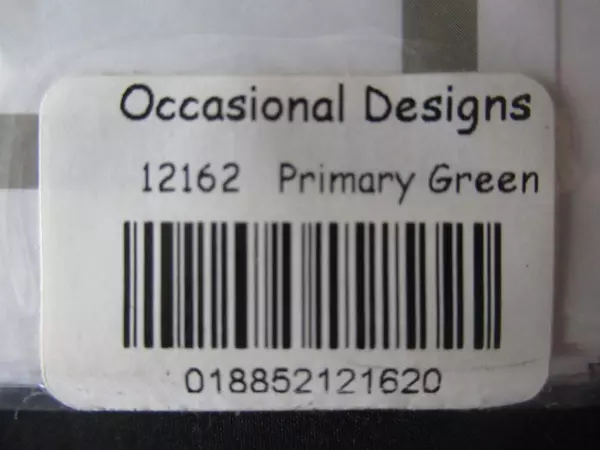 Occasional Designs
12162 Primary Green
018852121620